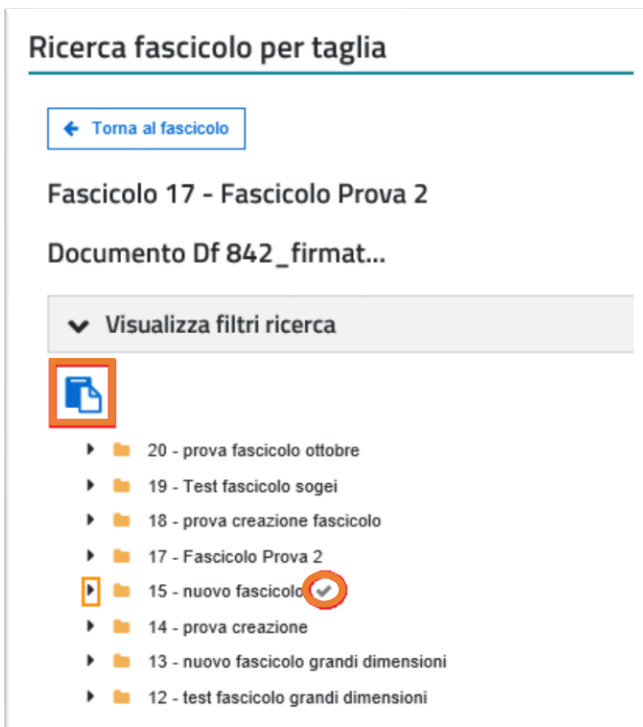 Ricerca fascicolo per taglia
Torna al fascicolo
Fascicolo 17 - Fascicolo Prova 2
Documento Df 842_firmat...
Visualizza filtri ricerca
20 - prova fascicolo ottobre
19 - Test fascicolo sogei
18 - prova creazione fascicolo
17 - Fascicolo Prova 2
15 - nuovo fascicolo
14 - prova creazione
13 - nuovo fascicolo grandi dimensioni
12 - test fascicolo grandi dimensioni